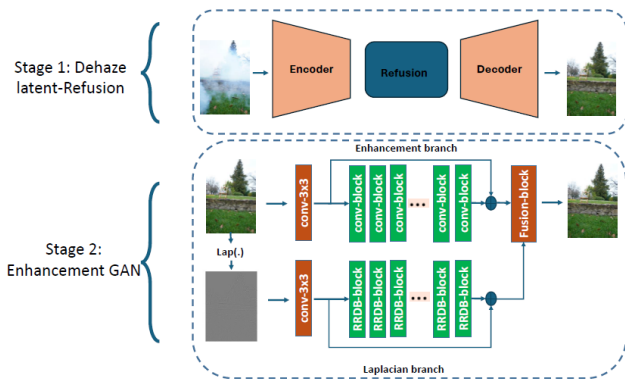 Stage 1: Dehaze
latent-Refusion
Encoder
Refusion
Decoder
Stage 2:
Enhancement GAN
Enhancement branch
conv-3x3
conv-block
conv-block
conv-block
conv-block
conv-block
Fusion-block
Lap(.)
conv-3x3
RRDB-block
RRDB-block
RRDB-block
RRDB-block
RRDB-block
Laplacian branch